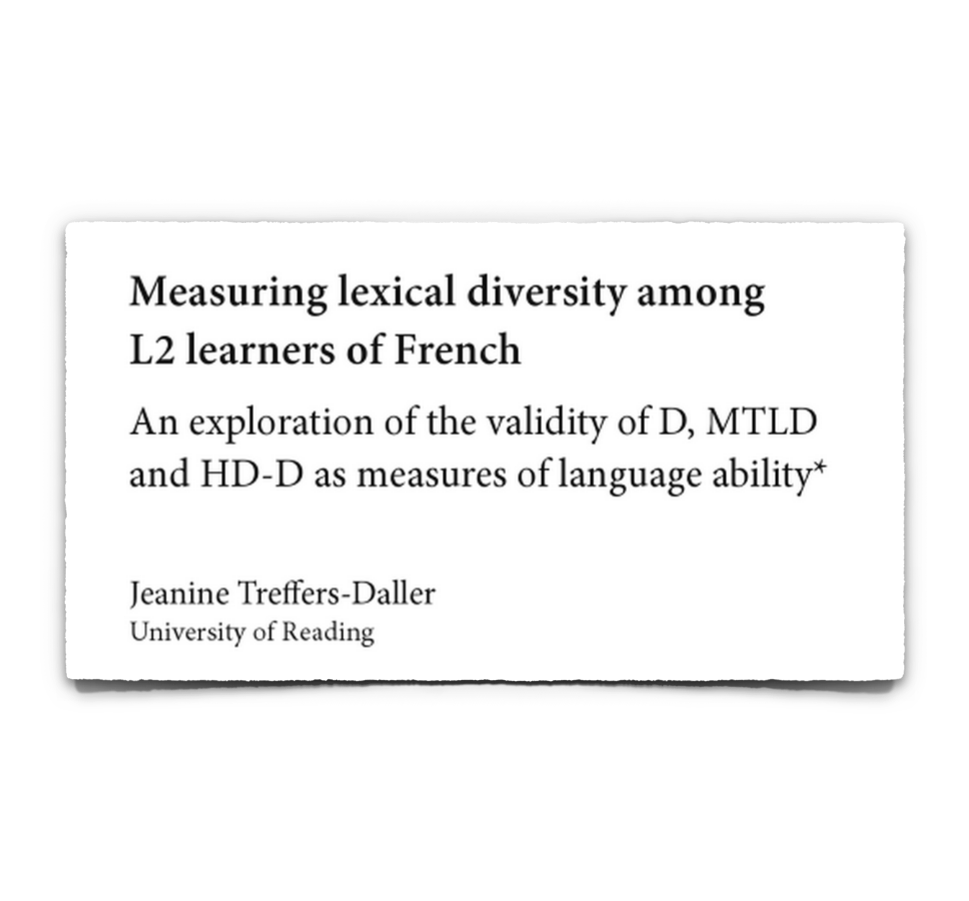 Measuring lexical diversity among
L2 learners of French
An exploration of the validity of D, MTLD
and HD-D as measures of language ability*
Jeanine Treffers-Daller
University of Reading